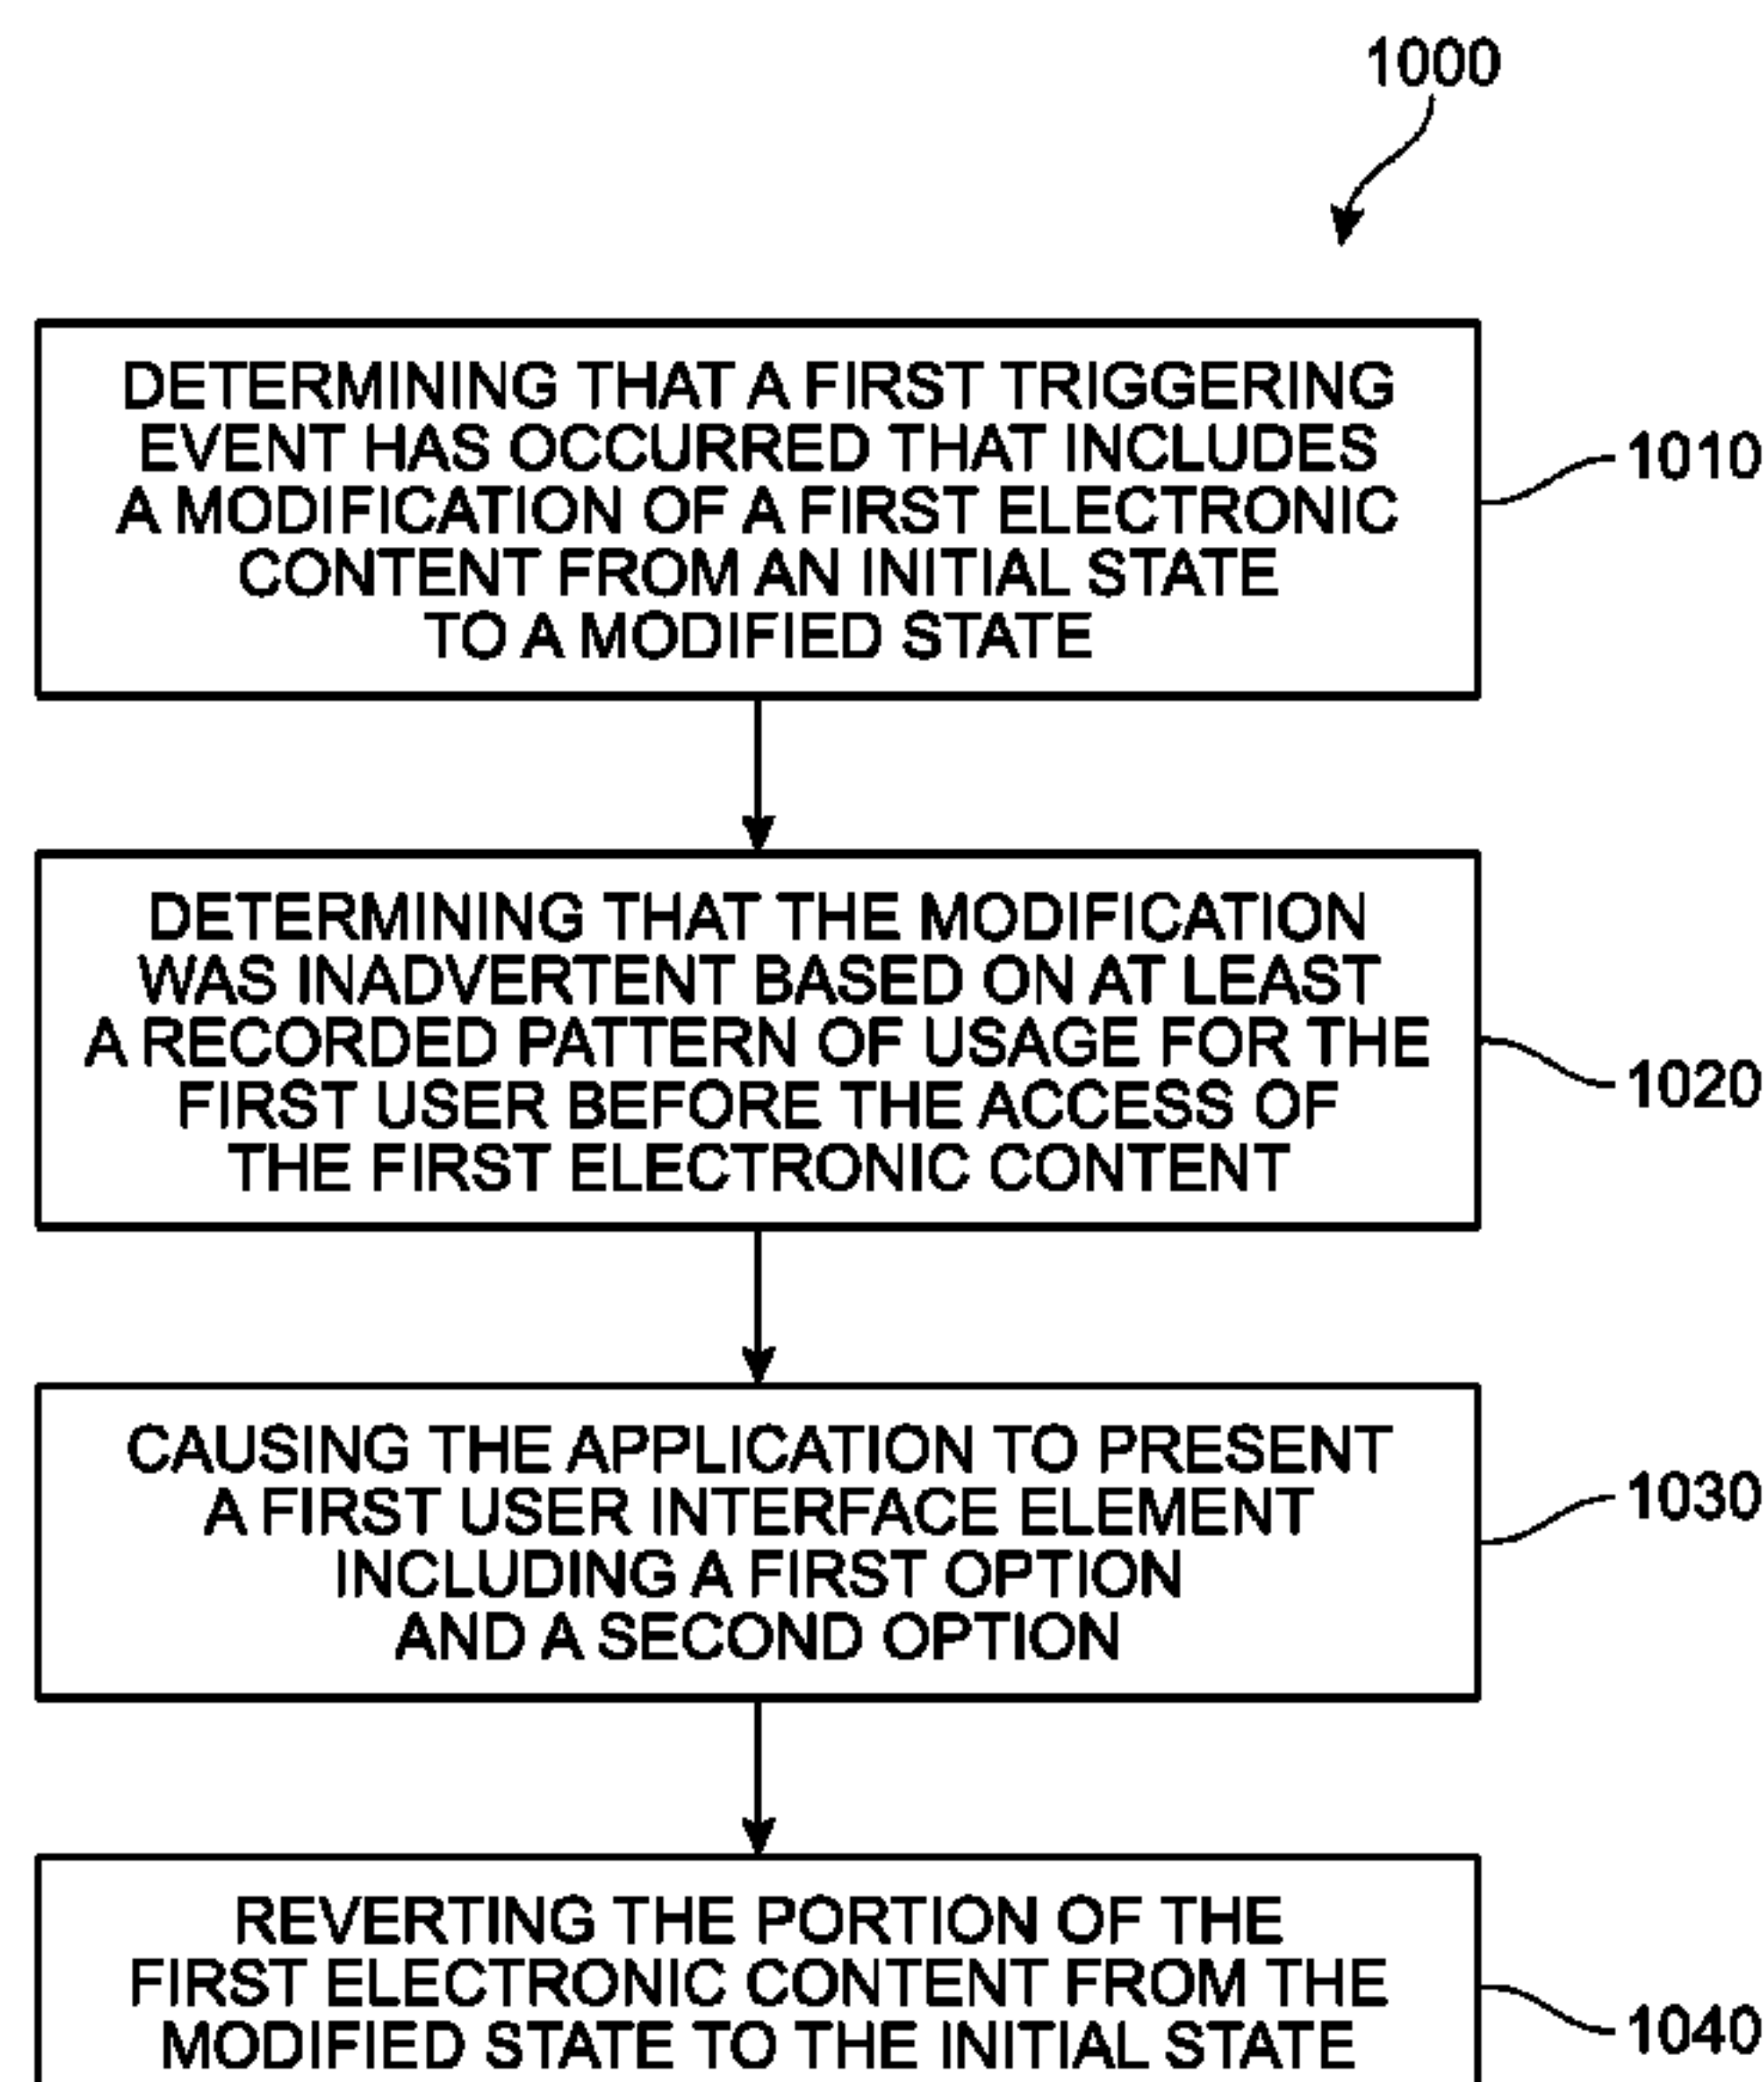 1000
DETERMINING THAT A FIRST TRIGGERING
EVENT HAS OCCURRED THAT INCLUDES
A MODIFICATION OF A FIRST ELECTRONIC
CONTENT FROM AN INITIAL STATE
TO A MODIFIED STATE
1010
DETERMINING THAT THE MODIFICATION
WAS INADVERTENT BASED ON AT LEAST
A RECORDED PATTERN OF USAGE FOR THE
FIRST USER BEFORE THE ACCESS OF
THE FIRST ELECTRONIC CONTENT
1020
CAUSING THE APPLICATION TO PRESENT
A FIRST USER INTERFACE ELEMENT
INCLUDING A FIRST OPTION
AND A SECOND OPTION
1030
REVERTING THE PORTION OF THE
FIRST ELECTRONIC CONTENT FROM THE
MODIFIED STATE TO THE INITIAL STATE
1040